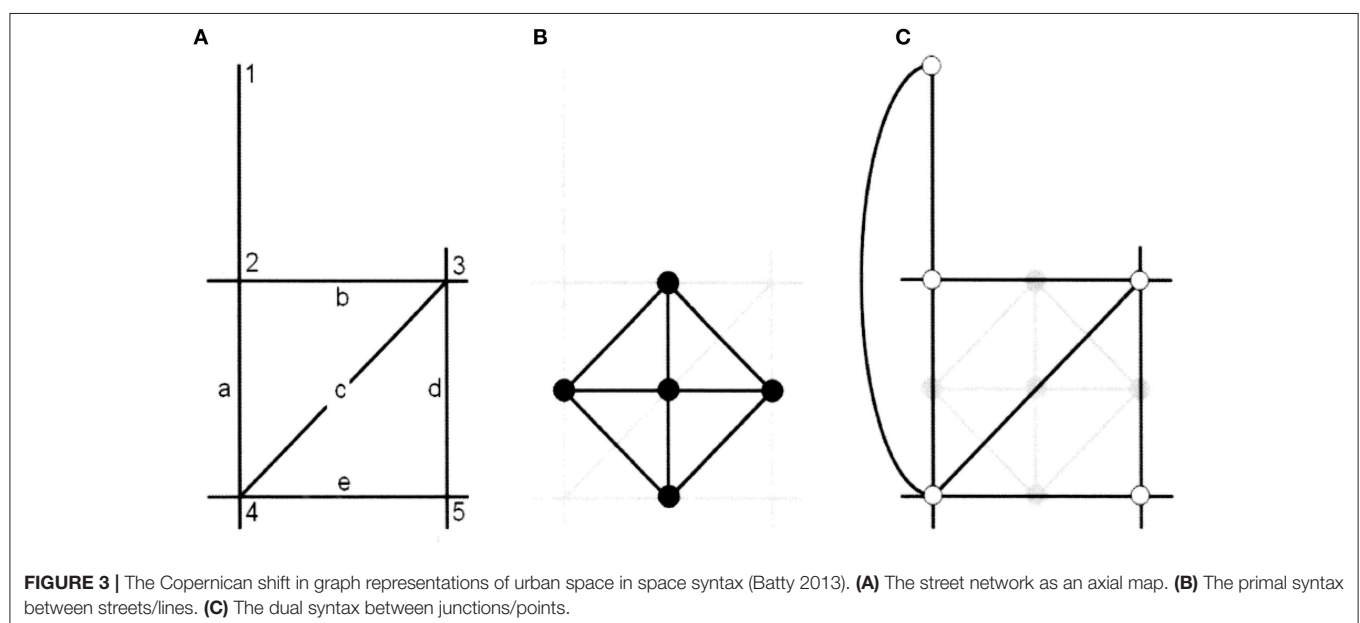 A
B
C
1
2
3
b
a
c
d
e
4
5
FIGURE 3 | The Copernican shift in graph representations of urban space in space syntax (Batty 2013). (A) The street network as an axial map. (B) The primal syntax
between streets/lines. (C) The dual syntax between junctions/points.